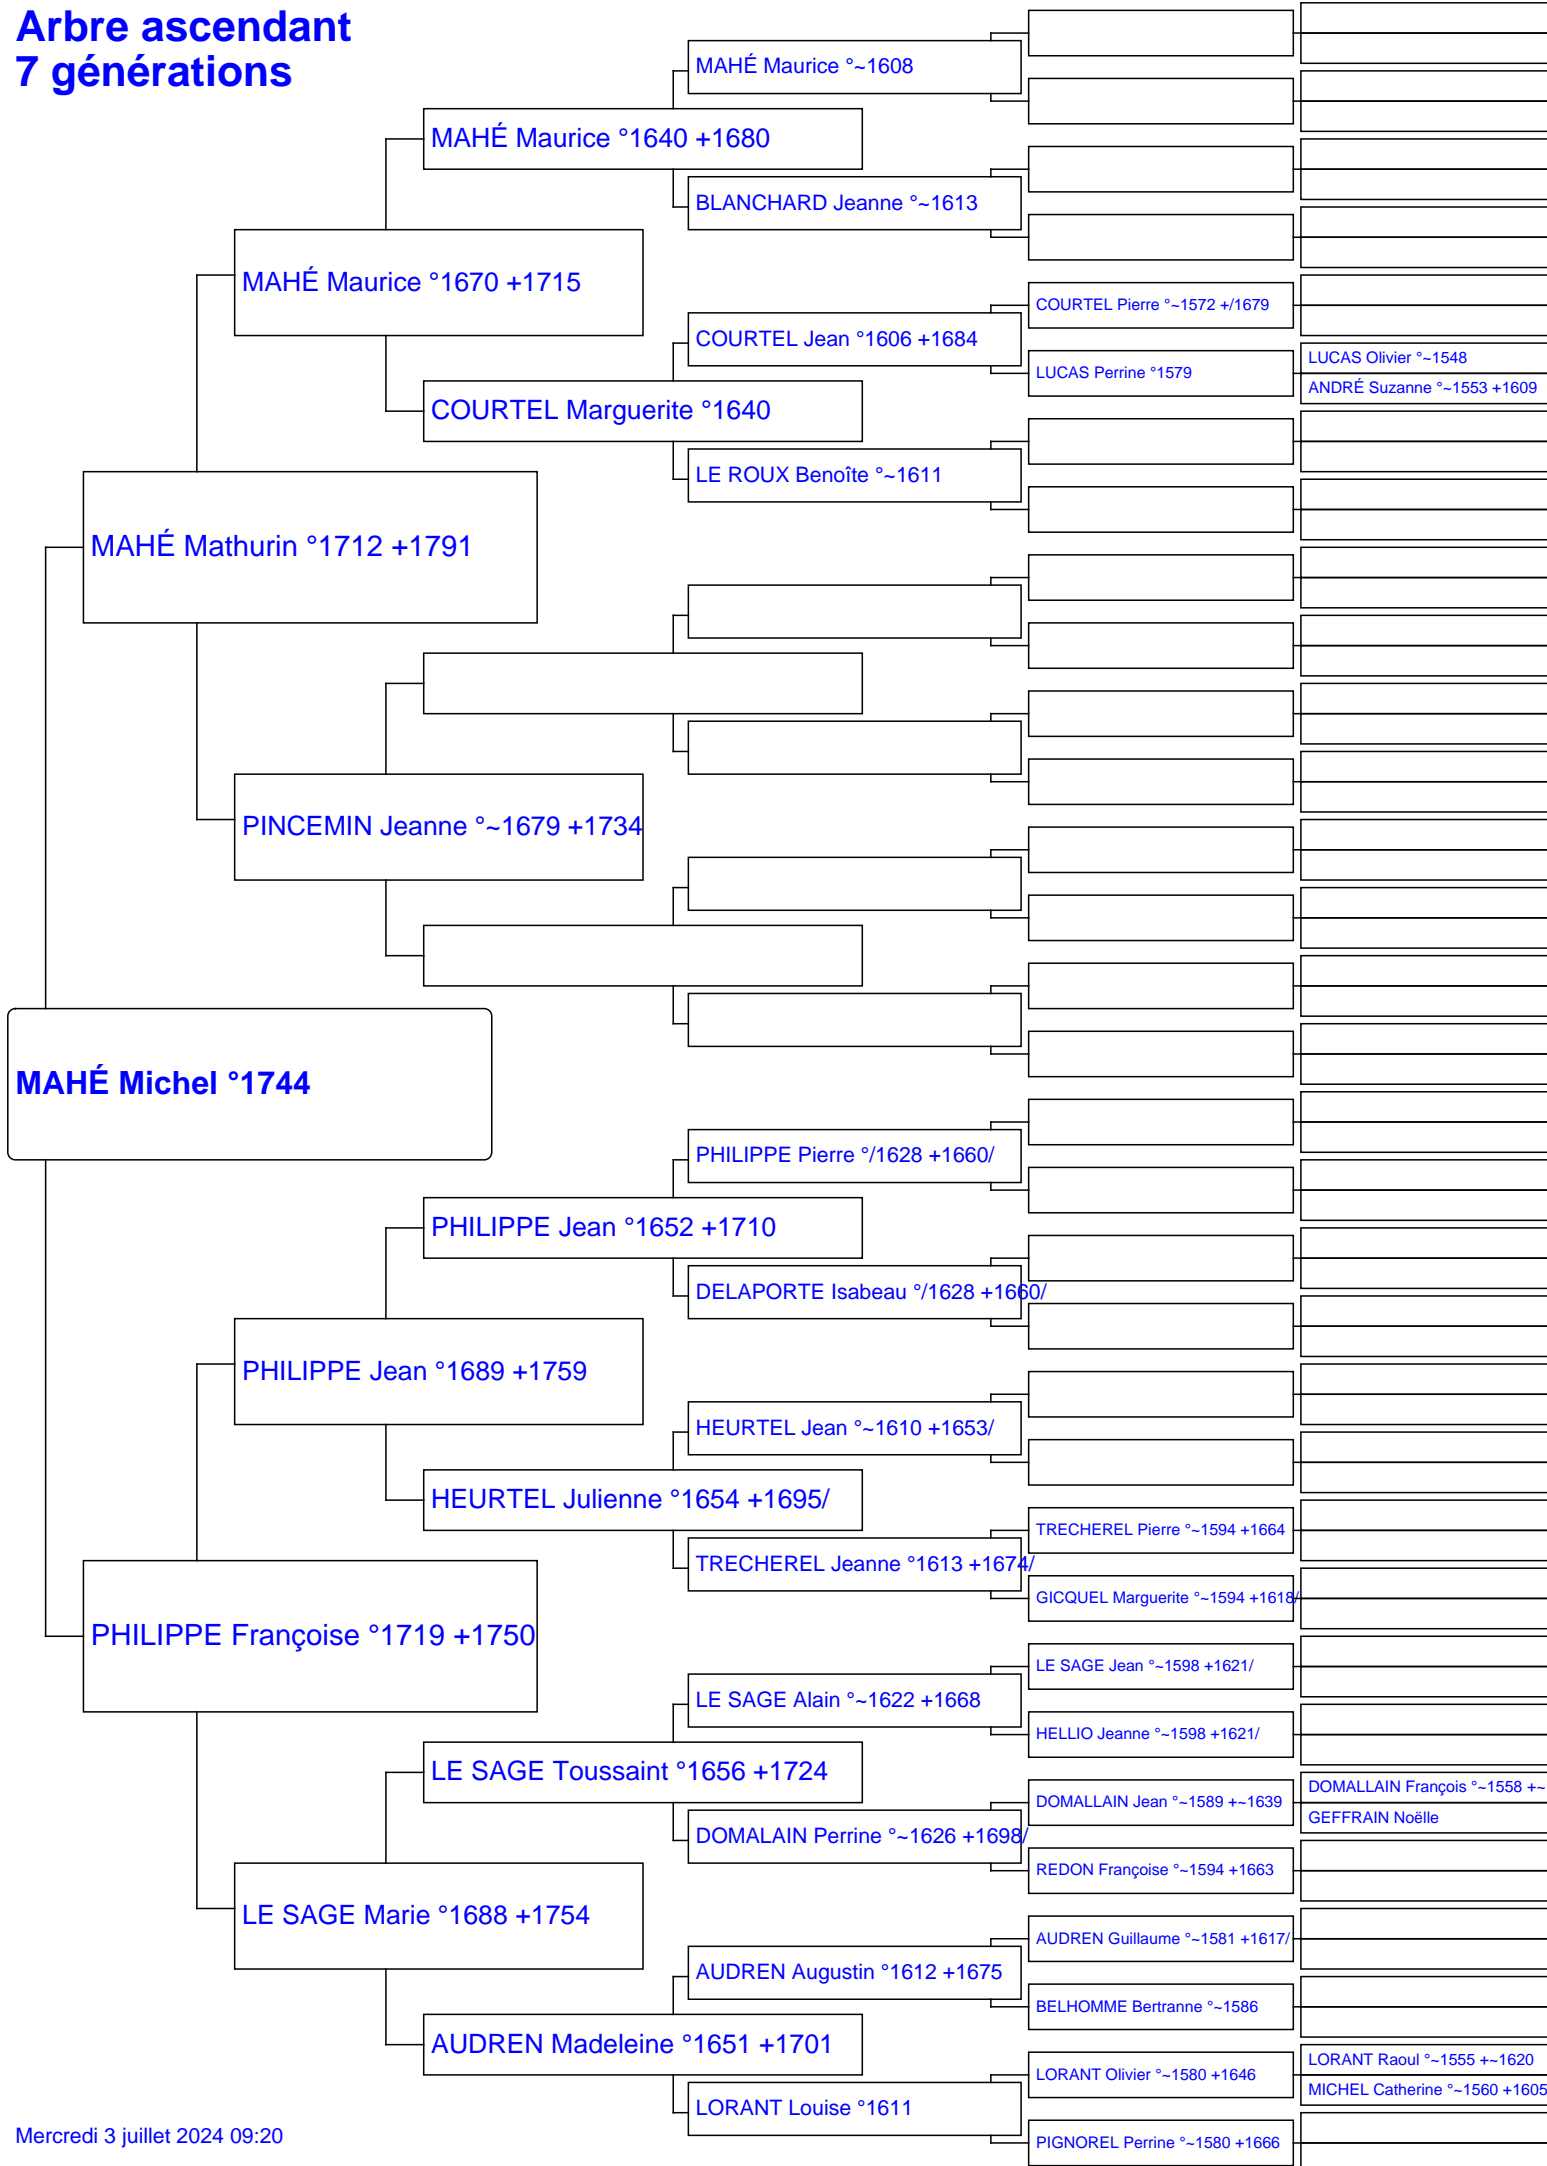 Arbre ascendant
7 générations
MAHÉ Michel °1744
MAHÉ Mathurin °1712 +1791
PHILIPPE Françoise °1719 +1750
MAHÉ Maurice °1670 +1715
PINCEMIN Jeanne °~1679 +1734
PHILIPPE Jean °1689 +1759
LE SAGE Marie °1688 +1754
MAHÉ Maurice °1640 +1680
COURTEL Marguerite °1640
PHILIPPE Jean °1652 +1710
HEURTEL Julienne °1654 +1695/
LE SAGE Toussaint °1656 +1724
AUDREN Madeleine °1651 +1701
MAHÉ Maurice °~1608
BLANCHARD Jeanne °~1613
COURTEL Jean °1606 +1684
LE ROUX Benoîte °~1611
PHILIPPE Pierre °/1628 +1660/
DELAPORTE Isabeau °/1628 +1660/
HEURTEL Jean °~1610 +1653/
TRECHEREL Jeanne °1613 +1674/
LE SAGE Alain °~1622 +1668
DOMALAIN Perrine °~1626 +1698/
AUDREN Augustin °1612 +1675
LORANT Louise °1611
COURTEL Pierre °~1572 +/1679
LUCAS Perrine °1579
TRECHEREL Pierre °~1594 +1664
GICQUEL Marguerite °~1594 +1618/
LE SAGE Jean °~1598 +1621/
HELLIO Jeanne °~1598 +1621/
DOMALLAIN Jean °~1589 +~1639
REDON Françoise °~1594 +1663
AUDREN Guillaume °~1581 +1617/
BELHOMME Bertranne °~1586
LORANT Olivier °~1580 +1646
PIGNOREL Perrine °~1580 +1666
LUCAS Olivier °~1548
ANDRÉ Suzanne °~1553 +1609
DOMALLAIN François °~1558 +~
GEFFRAIN Noëlle
LORANT Raoul °~1555 +~1620
MICHEL Catherine °~1560 +1605
Mercredi 3 juillet 2024 09:20